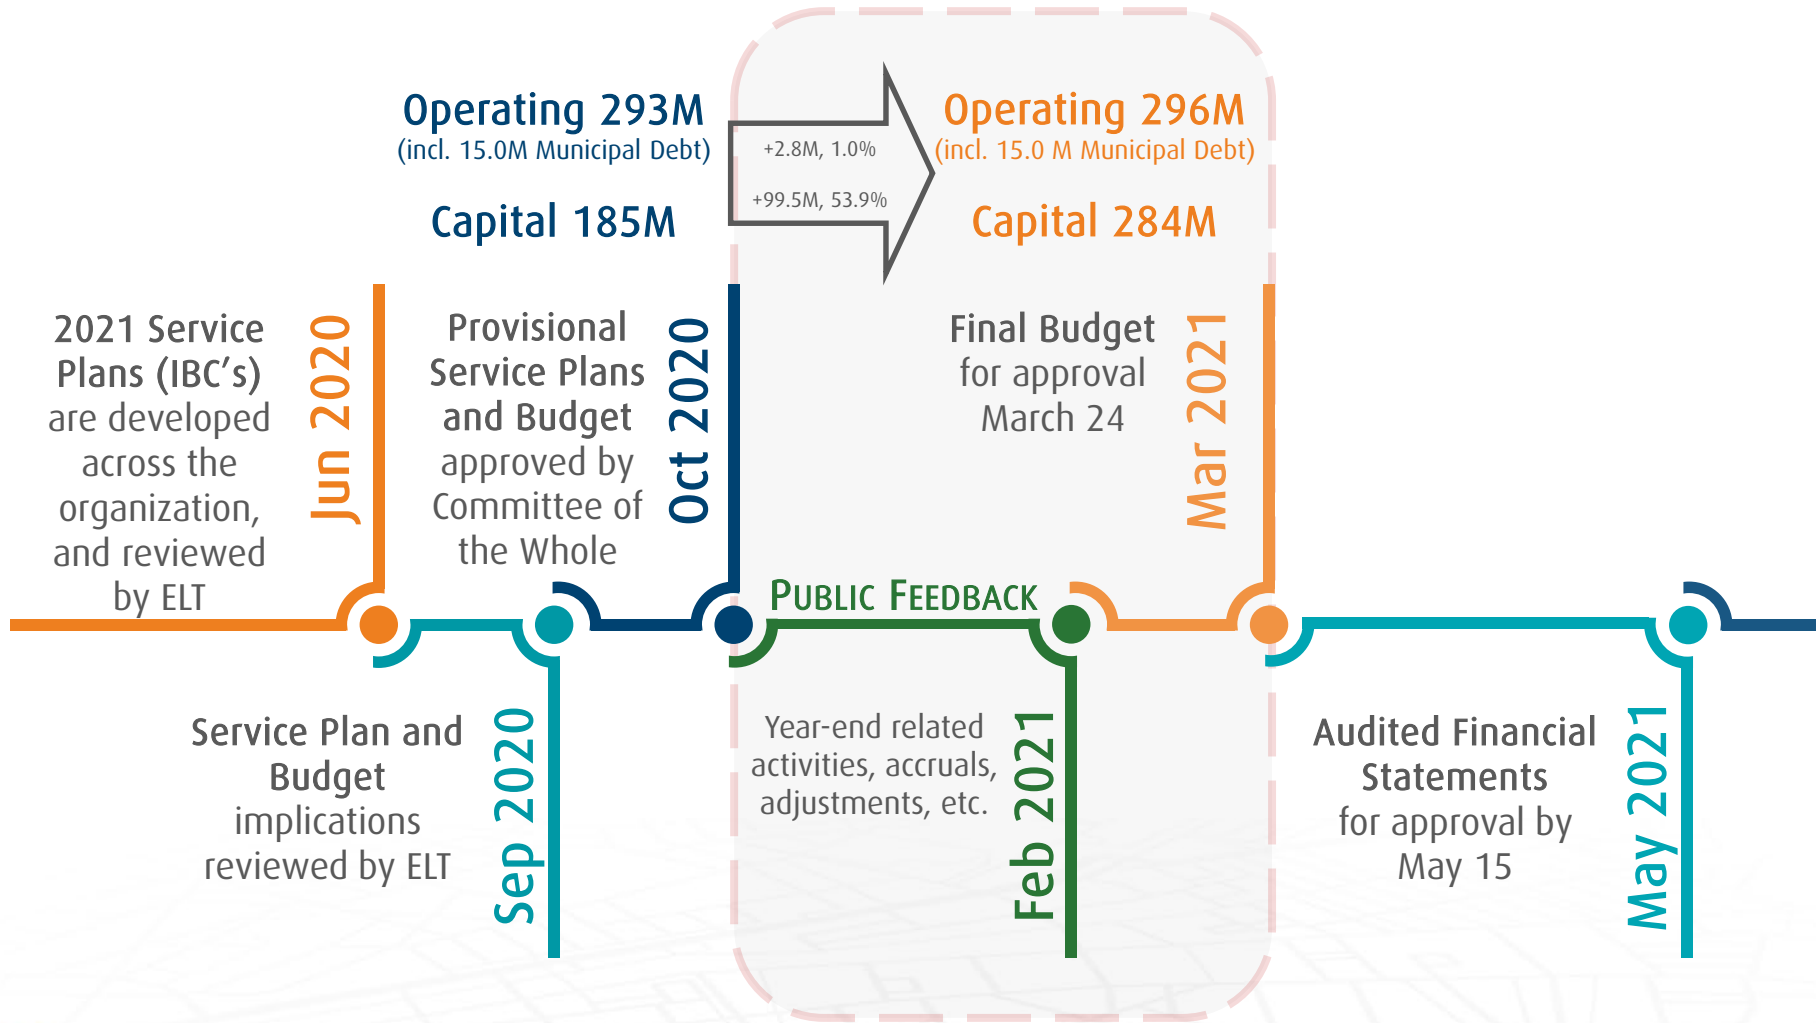 Operating 293M
(incl. 15.0M Municipal Debt)
Capital 185M
+2.8M, 1.0%
+99.5M, 53.9%
Operating 296M
(incl. 15.0 M Municipal Debt)
Capital 284M
2021 Service
Plans (IBC's)
are developed
across the
organization,
and reviewed
by ELT
Jun 2020
Provisional
Service Plans
and Budget
approved by
Committee of
the Whole
Oct 2020
Final Budget
for approval
March 24
Mar 2021
PUBLIC FEEDBACK
Service Plan and
Budget
implications
reviewed by ELT
Sep 2020
Year-end related
activities, accruals,
adjustments, etc.
Feb 2021
Audited Financial
Statements
for approval by
May 15
May 2021